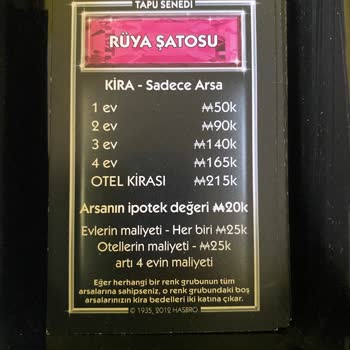 TAPU SENEDİ
RÜYA ŞATOSU
KİRA - Sadece Arsa
1 ev ₩50k
2 ev ₩90k
3 ev ₩140k
4 ev ₩165k
OTEL KİRASI ₩215k
Arsanın ipotek değeri ₩20k
Evlerin maliyeti - Her biri ₩25k
Otellerin maliyeti - ₩25k
artı 4 evin maliyeti
Eğer herhangi bir renk grubunun tüm
arsalarına sahipseniz, o renk grubundaki boş
arsalarınızın kira bedelleri iki katına çıkar.
© 1935, 2012 HASBRO